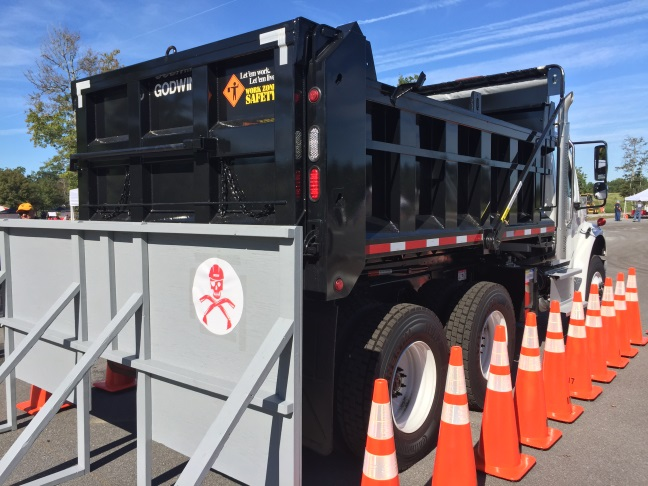 GODWIN
Let'em work.
Let'em live.
WORK ZONE
SAFETY